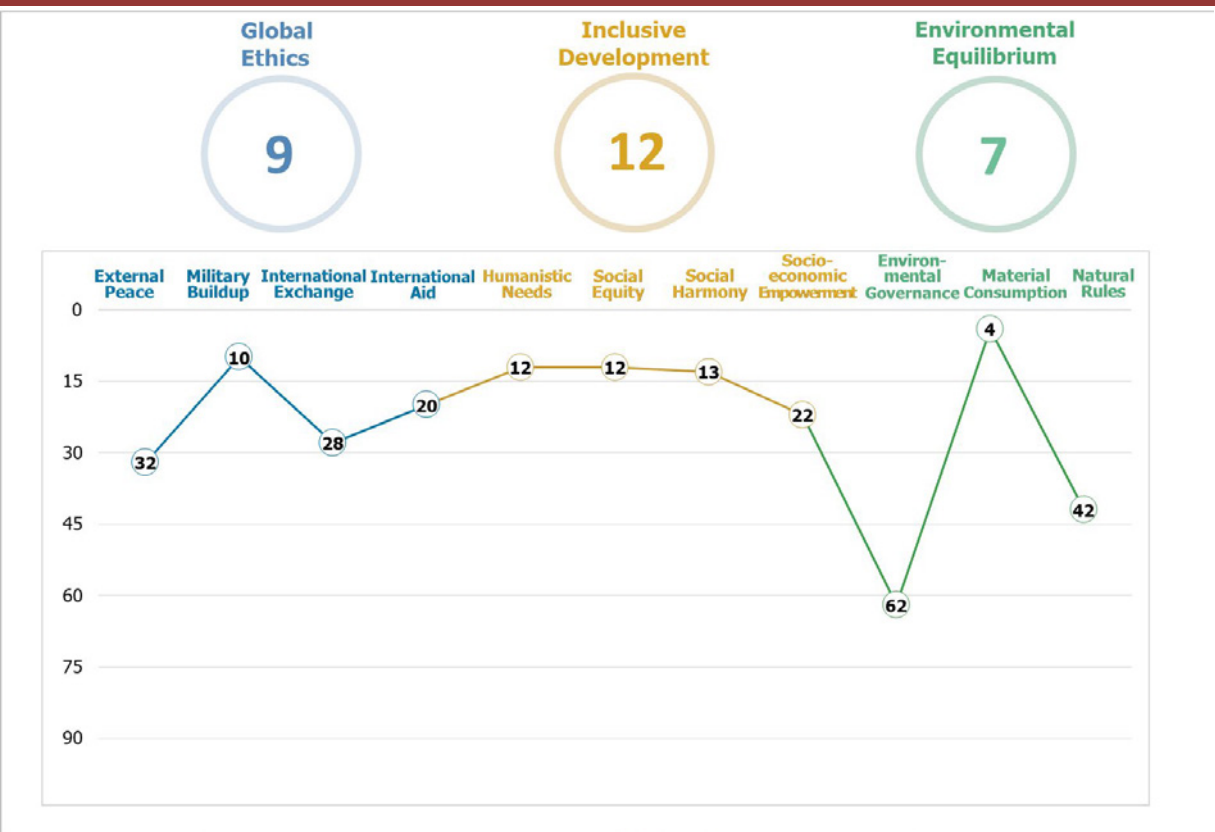 Global
Ethics
Inclusive
Development
Environmental
Equilibrium
9
12
7
External
Peace
Military
Buildup
International
Exchange
International
Aid
Humanistic
Needs
Social
Equity
Social
Harmony
Socio-
economic
Empowerment
Environ-
mental
Governance
Material
Consumption
Natural
Rules
0
15
30
45
60
75
90
32
10
28
20
12
12
13
22
62
4
42